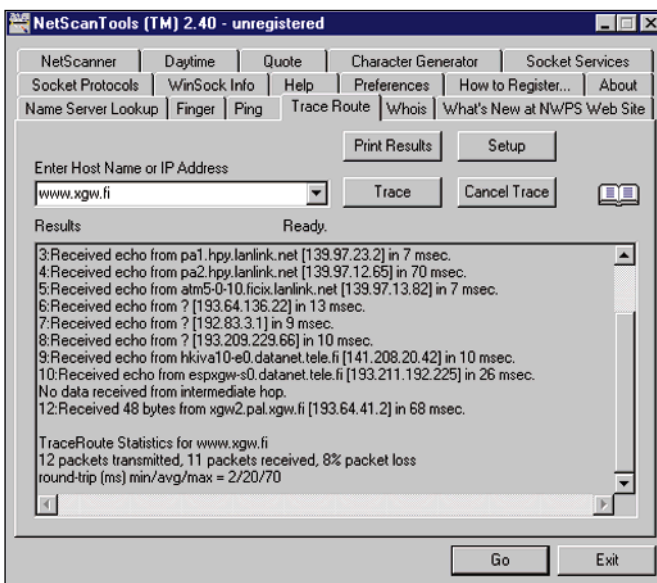 NetScanTools (TM) 2.40 - unregistered
NetScanner Daytime Quote Character Generator Socket Services
Socket Protocols WinSock Info Help Preferences How to Register... About
Name Server Lookup Finger Ping Trace Route Whois What's New at NWPS Web Site
Print Results Setup
Enter Host Name or IP Address
www.xgw.fi Trace Cancel Trace
Results Ready.
3:Received echo from pa1.hpy.lanlink.net [139.97.23.2] in 7 msec.
4:Received echo from pa2.hpy.lanlink.net [139.97.12.65] in 70 msec.
5:Received echo from atm5-0-10.ficix.lanlink.net [139.97.13.82] in 7 msec.
6:Received echo from ? [193.64.136.22] in 13 msec.
7:Received echo from ? [192.83.3.1] in 9 msec.
8:Received echo from ? [193.209.229.66] in 10 msec.
9:Received echo from hkiva10-e0.datanet.tele.fi [141.208.20.42] in 10 msec.
10:Received echo from espxgw-s0.datanet.tele.fi [193.211.192.225] in 26 msec.
No data received from intermediate hop.
12:Received 48 bytes from xgw2.pal.xgw.fi [193.64.41.2] in 68 msec.
TraceRoute Statistics for www.xgw.fi
12 packets transmitted, 11 packets received, 8% packet loss
round-trip (ms) min/avg/max = 2/20/70
Go Exit